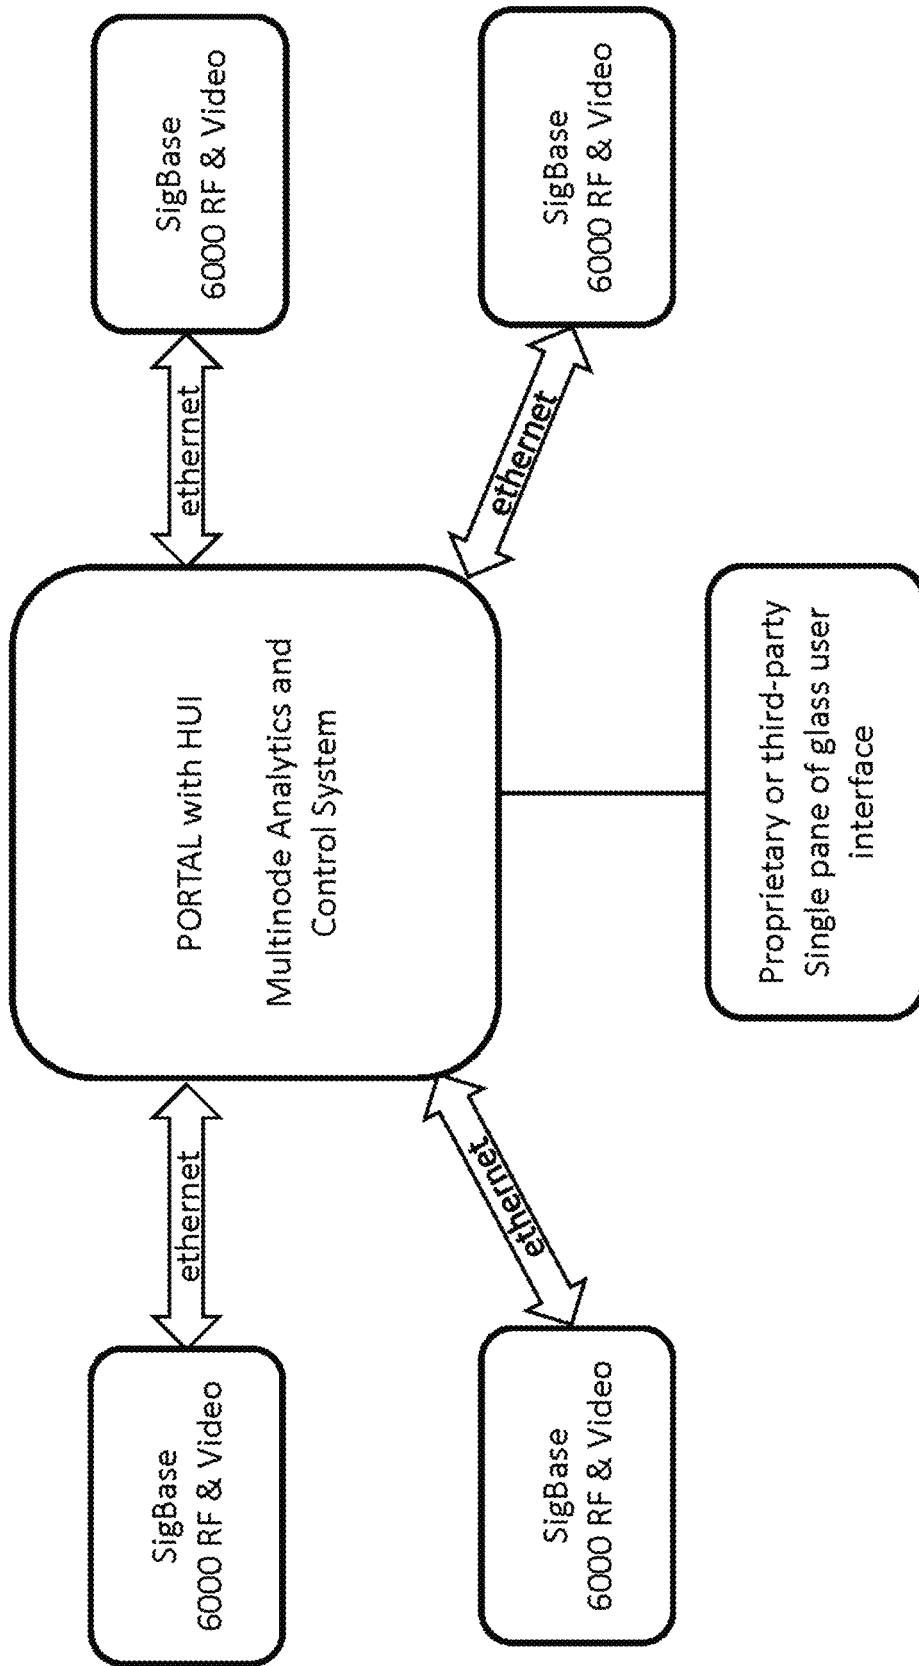 SigBase
6000 RF & Video
ethernet
PORTAL with HUI
Multinode Analytics and
Control System
ethernet
SigBase
6000 RF & Video
SigBase
6000 RF & Video
ethernet
ethernet
SigBase
6000 RF & Video
Proprietary or third-party
Single pane of glass user
interface